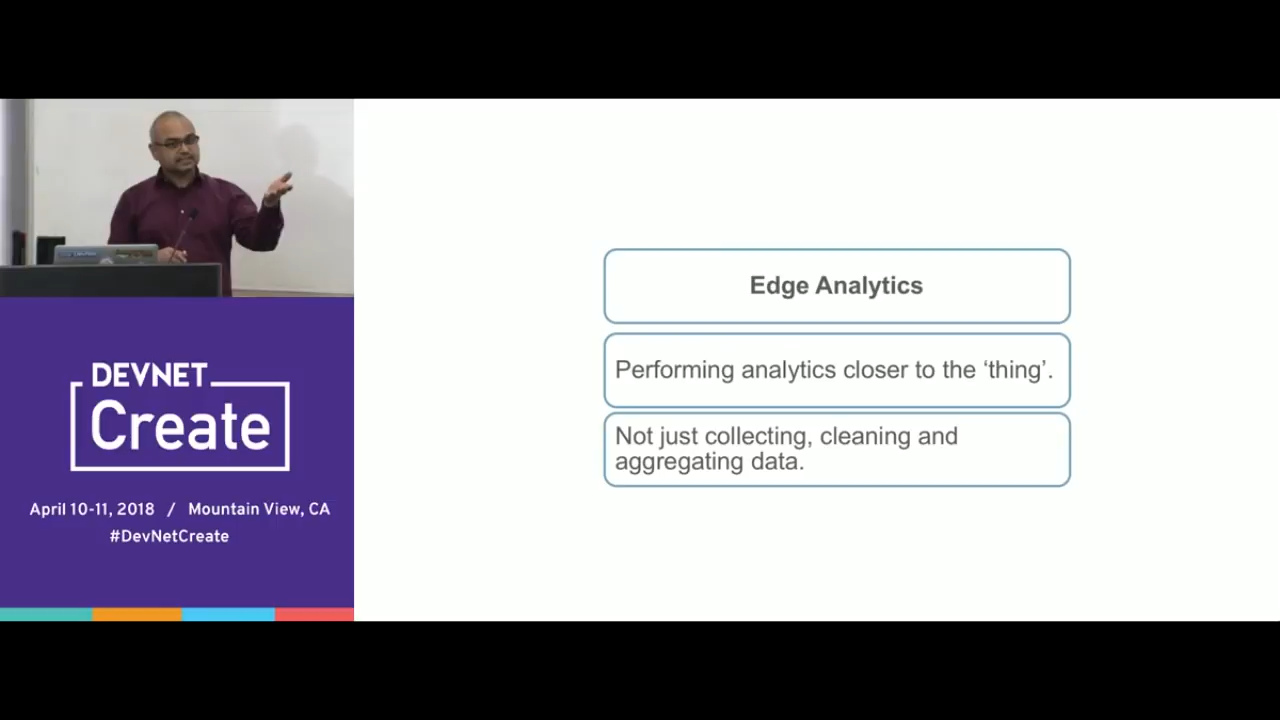 DEVNET
Create
April 10-11, 2018 / Mountain View, CA
#DevNetCreate
Edge Analytics
Performing analytics closer to the ‘thing’.
Not just collecting, cleaning and
aggregating data.